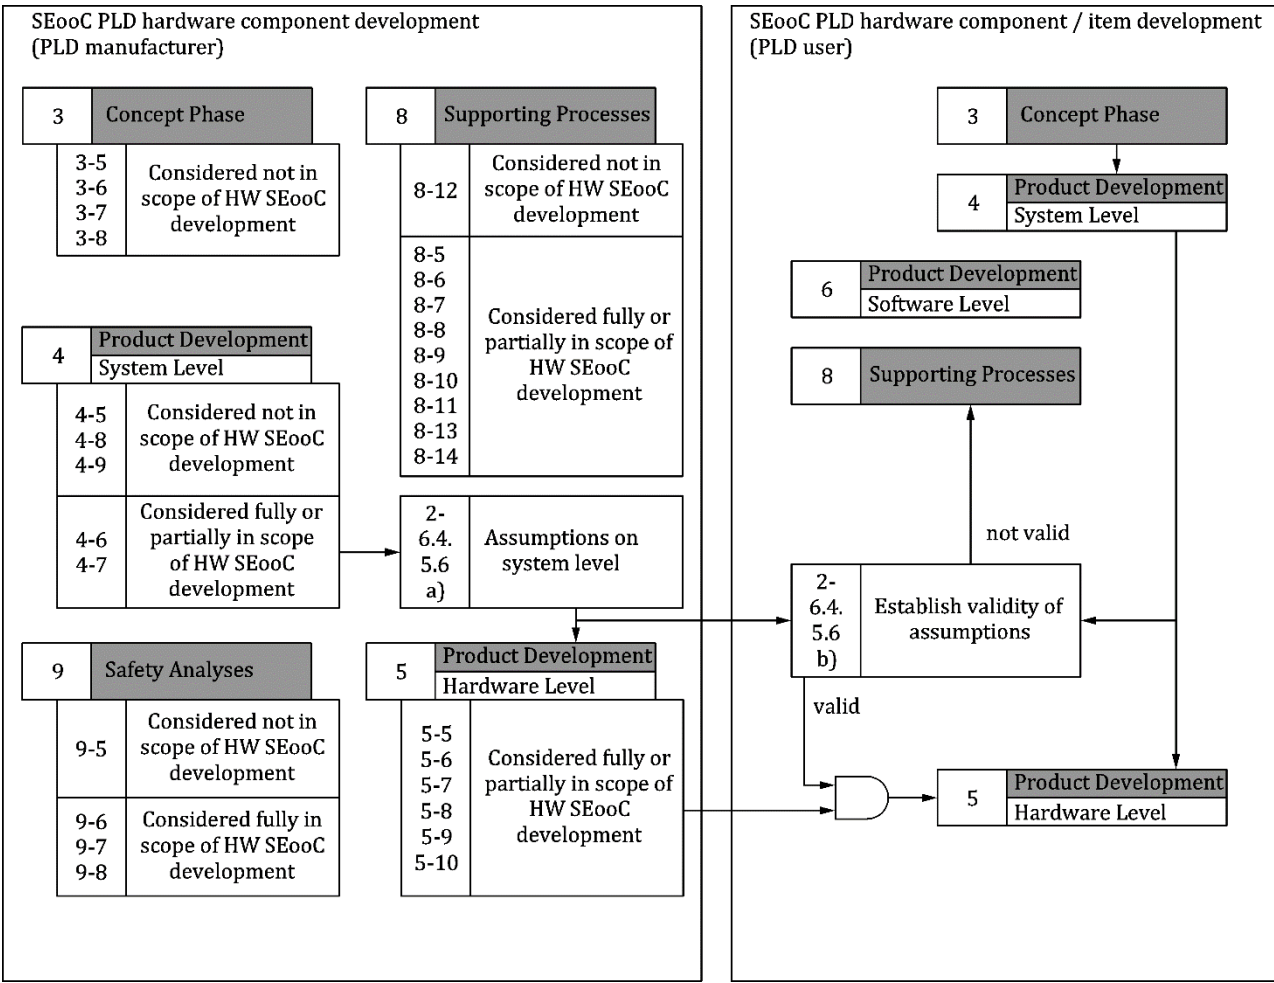 SEooC PLD hardware component development
(PLD manufacturer)
3
Concept Phase
3-5
3-6
3-7
3-8
Considered not in
scope of HW SEooC
development
4
Product Development
System Level
4-5
4-8
4-9
Considered not in
scope of HW SEooC
development
4-6
4-7
Considered fully or
partially in scope
of HW SEooC
development
9
Safety Analyses
9-5
Considered not in
scope of HW SEooC
development
9-6
9-7
9-8
Considered fully in
scope of HW SEooC
development
8
Supporting Processes
8-12
Considered not in
scope of HW SEooC
development
8-5
8-6
8-7
8-8
8-9
8-10
8-11
8-13
8-14
Considered fully or
partially in scope of
HW SEooC
development
2-
6.4.
5.6
a)
Assumptions on
system level
5
Product Development
Hardware Level
5-5
5-6
5-7
5-8
5-9
5-10
Considered fully or
partially in scope of
HW SEooC
development
SEooC PLD hardware component / item development
(PLD user)
3
Concept Phase
4
Product Development
System Level
6
Product Development
Software Level
8
Supporting Processes
not valid
2-
6.4.
5.6
b)
Establish validity of
assumptions
valid
5
Product Development
Hardware Level